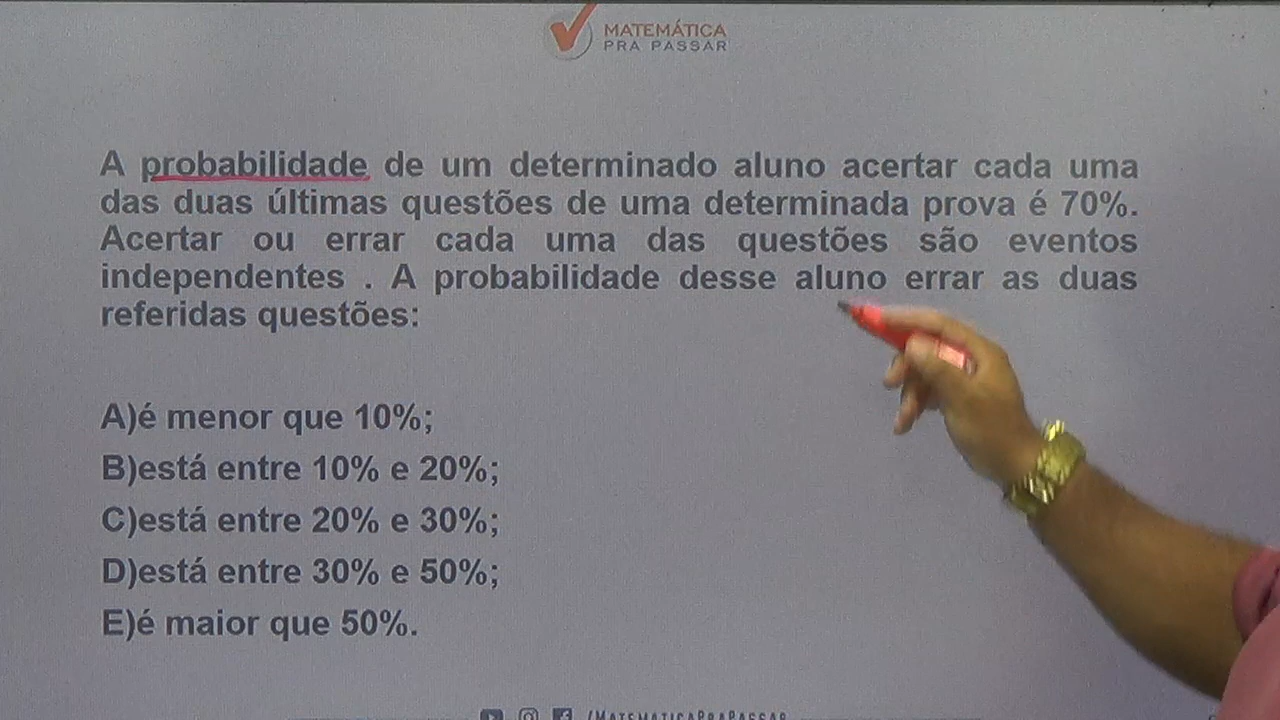 MATEMÁTICA
PRA PASSAR
A probabilidade de um determinado aluno acertar cada uma
das duas últimas questões de uma determinada prova é 70%.
Acertar ou errar cada uma das questões são eventos
independentes . A probabilidade desse aluno errar as duas
referidas questões:
A)é menor que 10%;
B)está entre 10% e 20%;
C)está entre 20% e 30%;
D)está entre 30% e 50%;
E)é maior que 50%.
/MATEMATICAPRAPASSAR